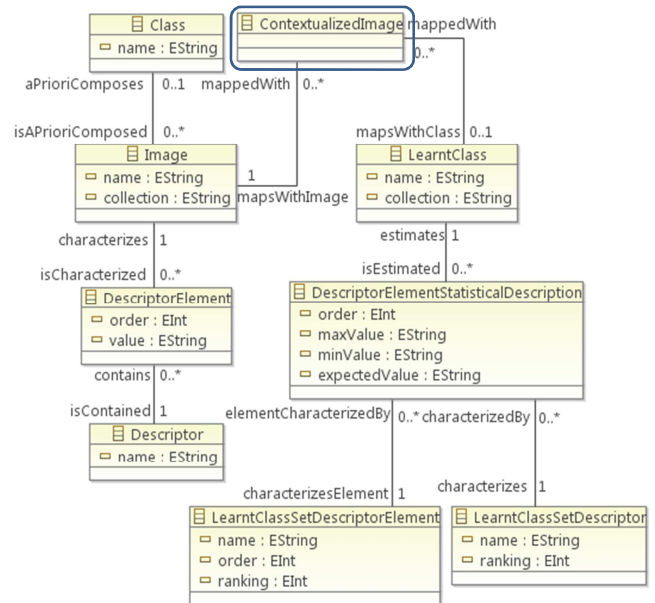 Class
name : EString
ContextualizedImage
mappedWith
0..*
aPrioriComposes 0..1
mappedWith 0..*
isAPrioriComposed 0..*
mapsWithClass 0..1
Image
name : EString
collection : EString
1
mapsWithImage
LearntClass
name : EString
collection : EString
characterizes 1
isCharacterized 0..*
estimates 1
isEstimated 0..*
DescriptorElement
order : EInt
value : EString
DescriptorElementStatisticalDescription
order : EInt
maxValue : EString
minValue : EString
expectedValue : EString
contains 0..*
isContained 1
Descriptor
name : EString
elementCharacterizedBy 0..*
characterizedBy 0..*
characterizesElement 1
characterizes 1
LearntClassSetDescriptorElement
name : EString
order : EInt
ranking : EInt
LearntClassSetDescriptor
name : EString
ranking : EInt